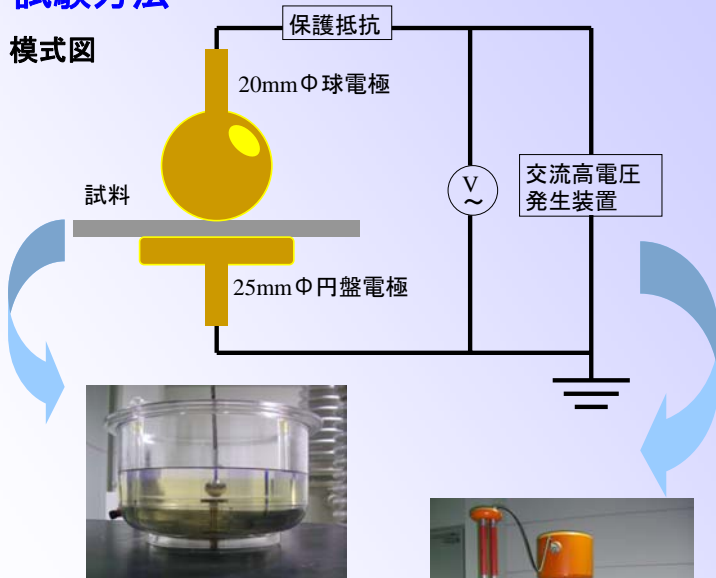 試験方法
模式図
保護抵抗
20mmΦ球電極
試料
V
~
交流高電圧
発生装置
25mmΦ円盤電極